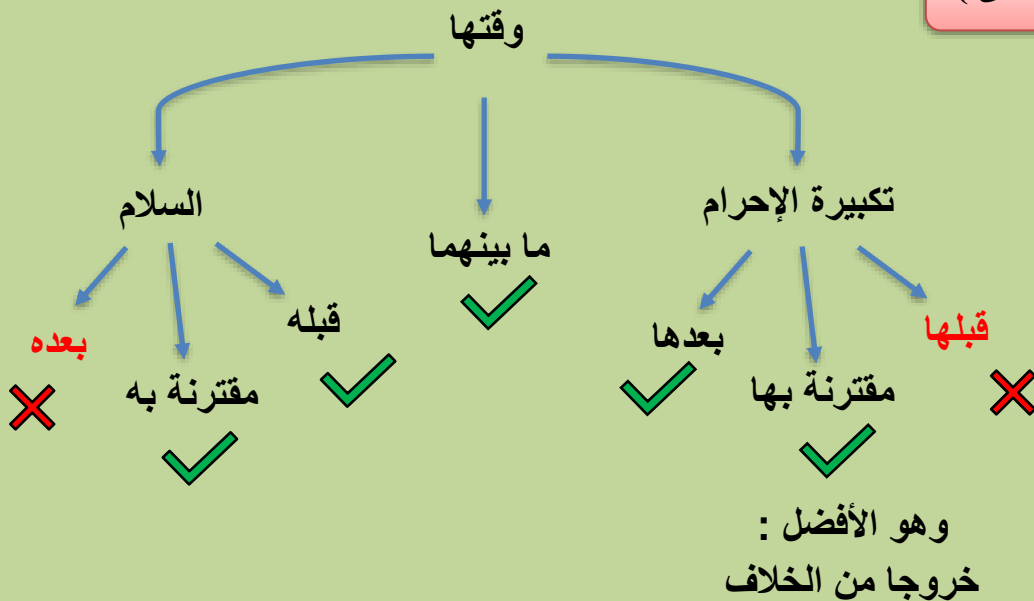 وقتها
تكبيرة الإحرام
ما بينهما
السلام
قبلها
مقترنة بها
بعدها
قبله
مقترنة به
بعده
وهو الأفضل :
خروجا من الخلاف